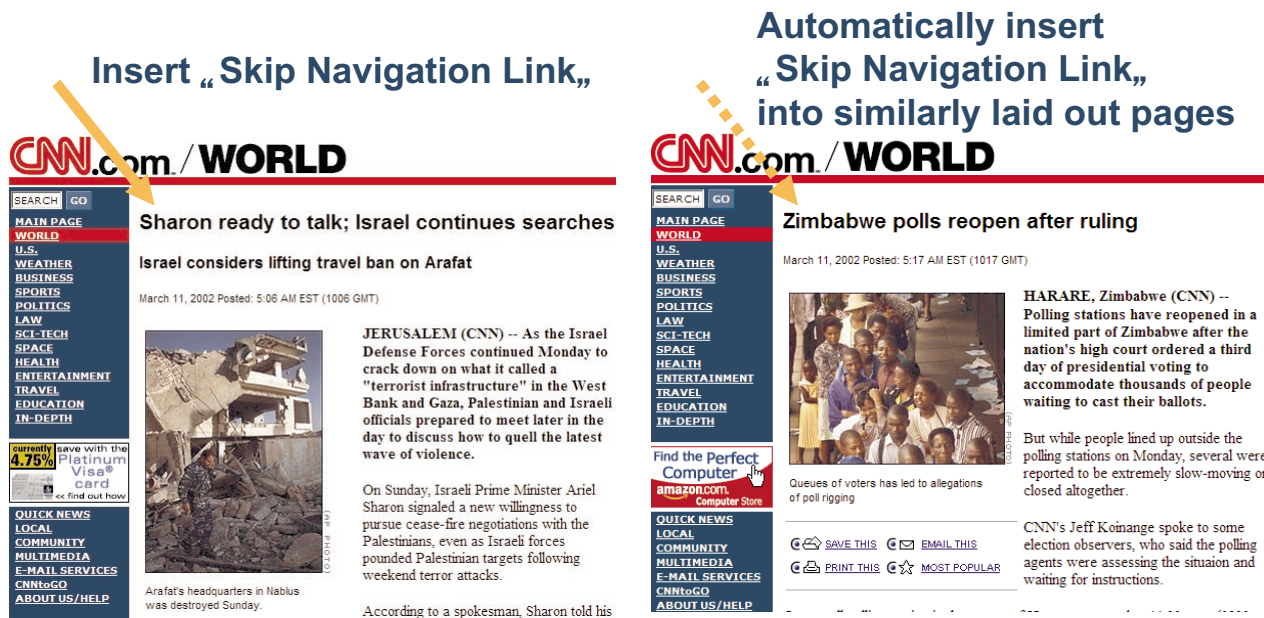 Insert „Skip Navigation Link„
CNN.com./WORLD
SEARCH GO
MAIN PAGE
WORLD
U.S.
WEATHER
BUSINESS
SPORTS
POLITICS
LAW
SCI-TECH
SPACE
HEALTH
ENTERTAINMENT
TRAVEL
EDUCATION
IN-DEPTH
currently
4.75%
save with the
Platinum
Visa®
card
<< find out how
QUICK NEWS
LOCAL
COMMUNITY
MULTIMEDIA
E-MAIL SERVICES
CNNtoGO
ABOUT US/HELP
Sharon ready to talk; Israel continues searches
Israel considers lifting travel ban on Arafat
March 11, 2002 Posted: 5:06 AM EST (1006 GMT)
(AP PHOTO)
Arafat's headquarters in Nablus
was destroyed Sunday.
JERUSALEM (CNN) -- As the Israel
Defense Forces continued Monday to
crack down on what it called a
"terrorist infrastructure" in the West
Bank and Gaza, Palestinian and Israeli
officials prepared to meet later in the
day to discuss how to quell the latest
wave of violence.
On Sunday, Israeli Prime Minister Ariel
Sharon signaled a new willingness to
pursue cease-fire negotiations with the
Palestinians, even as Israeli forces
pounded Palestinian targets following
weekend terror attacks.
According to a spokesman, Sharon told his
Automatically insert
„Skip Navigation Link„
into similarly laid out pages
CNN.com./WORLD
SEARCH GO
MAIN PAGE
WORLD
U.S.
WEATHER
BUSINESS
SPORTS
POLITICS
LAW
SCI-TECH
SPACE
HEALTH
ENTERTAINMENT
TRAVEL
EDUCATION
IN-DEPTH
Find the Perfect
Computer
amazon.com.
Computer Store
QUICK NEWS
LOCAL
COMMUNITY
MULTIMEDIA
E-MAIL SERVICES
CNNtoGO
ABOUT US/HELP
Zimbabwe polls reopen after ruling
March 11, 2002 Posted: 5:17 AM EST (1017 GMT)
(AP PHOTO)
Queues of voters has led to allegations
of poll rigging
SAVE THIS EMAIL THIS
PRINT THIS MOST POPULAR
HARARE, Zimbabwe (CNN) --
Polling stations have reopened in a
limited part of Zimbabwe after the
nation's high court ordered a third
day of presidential voting to
accommodate thousands of people
waiting to cast their ballots.
But while people lined up outside the
polling stations on Monday, several were
reported to be extremely slow-moving or
closed altogether.
CNN's Jeff Koinange spoke to some
election observers, who said the polling
agents were assessing the situaion and
waiting for instructions.